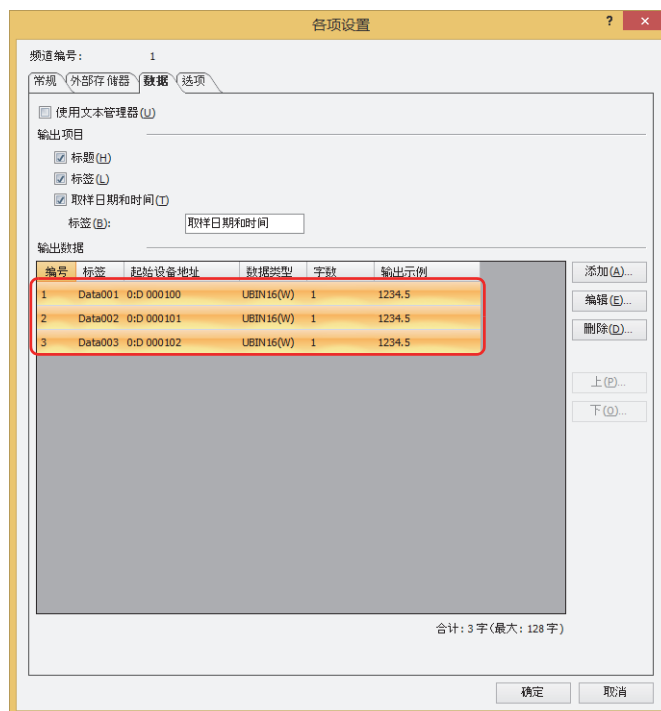 各项设置 ? ×
频道编号: 1
常规 外部存储器 数据 选项
使用文本管理器(U)
输出项目
标题(H)
标签(L)
取样日期和时间(T)
标签(B): 取样日期和时间
输出数据
编号 标签 起始设备地址 数据类型 字数 输出示例 添加(A)...
1 Data001 0:D 000100 UBIN16(W) 1 1234.5 编辑(E)...
2 Data002 0:D 000101 UBIN16(W) 1 1234.5 删除(D)...
3 Data003 0:D 000102 UBIN16(W) 1 1234.5
上(P)...
下(O)...
合计: 3 字(最大: 128 字)
确定 取消